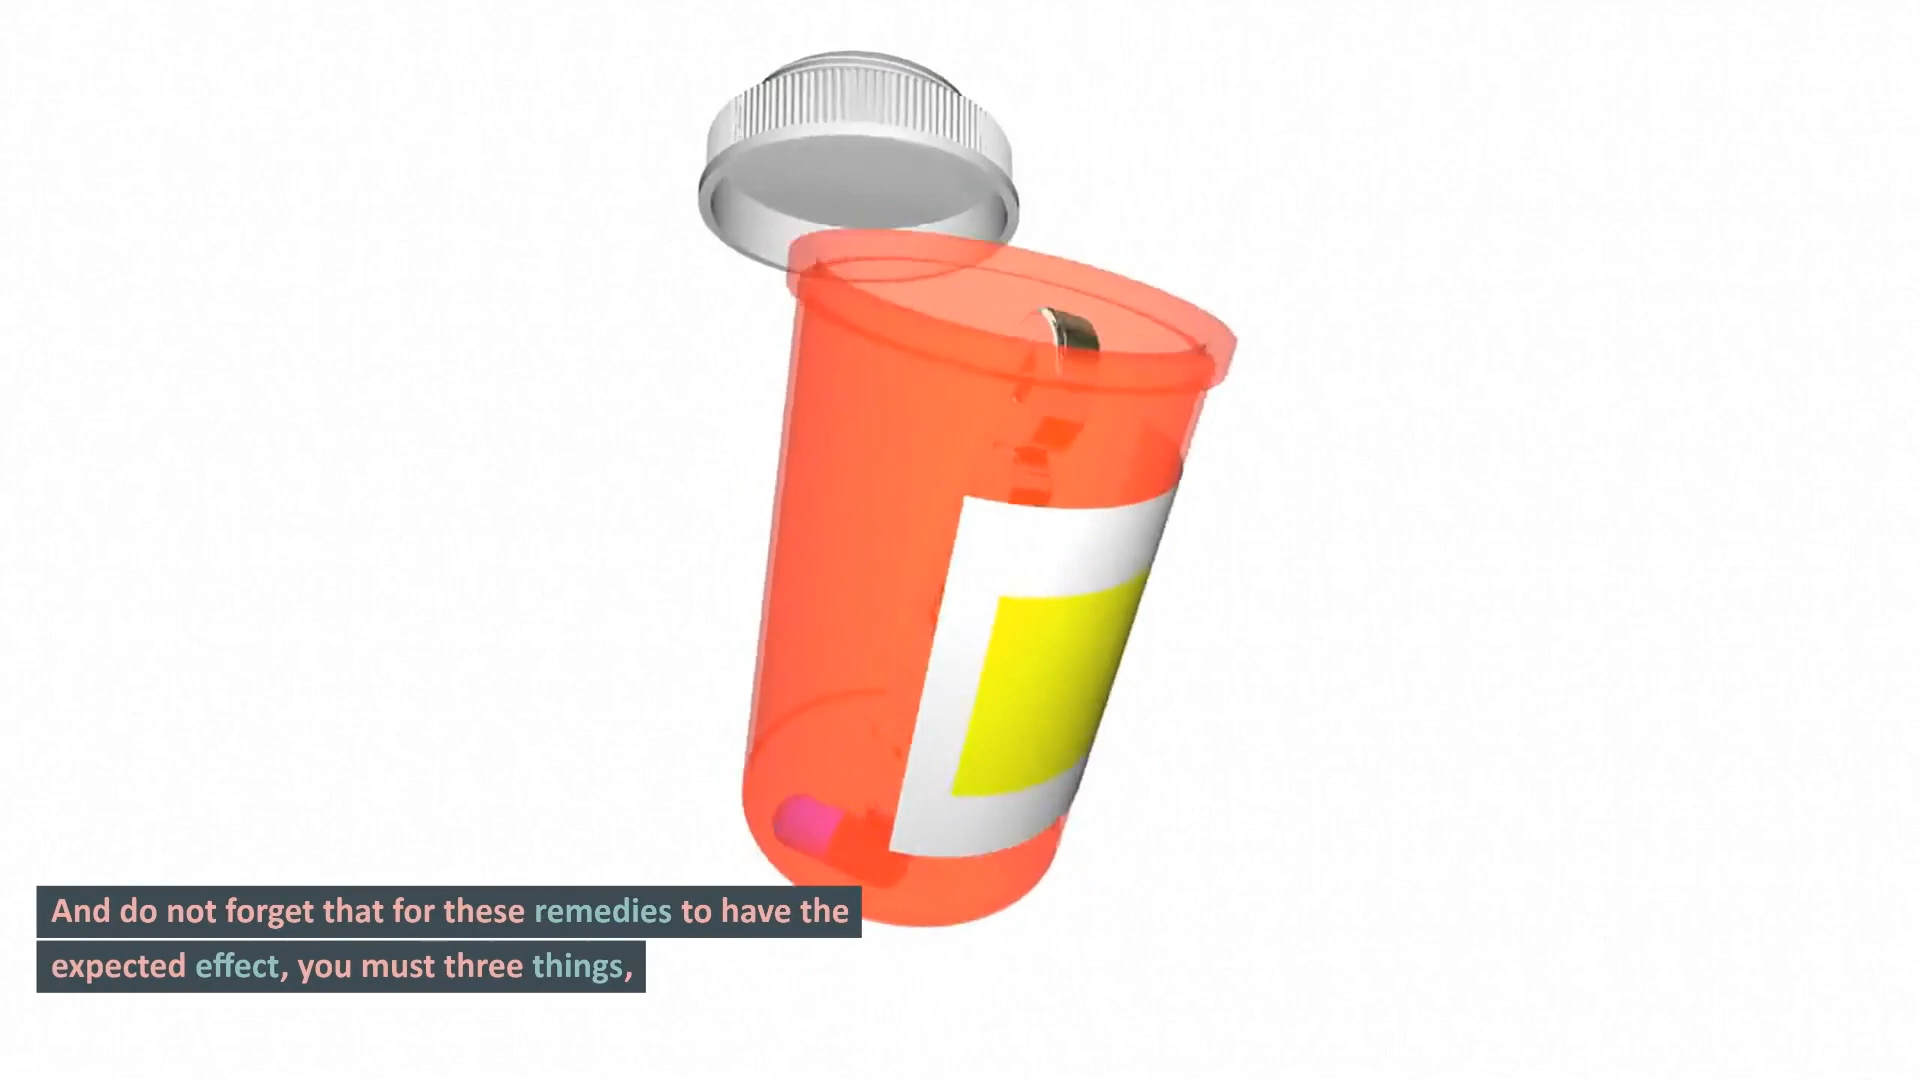 And do not forget that for these remedies to have the
expected effect, you must three things,